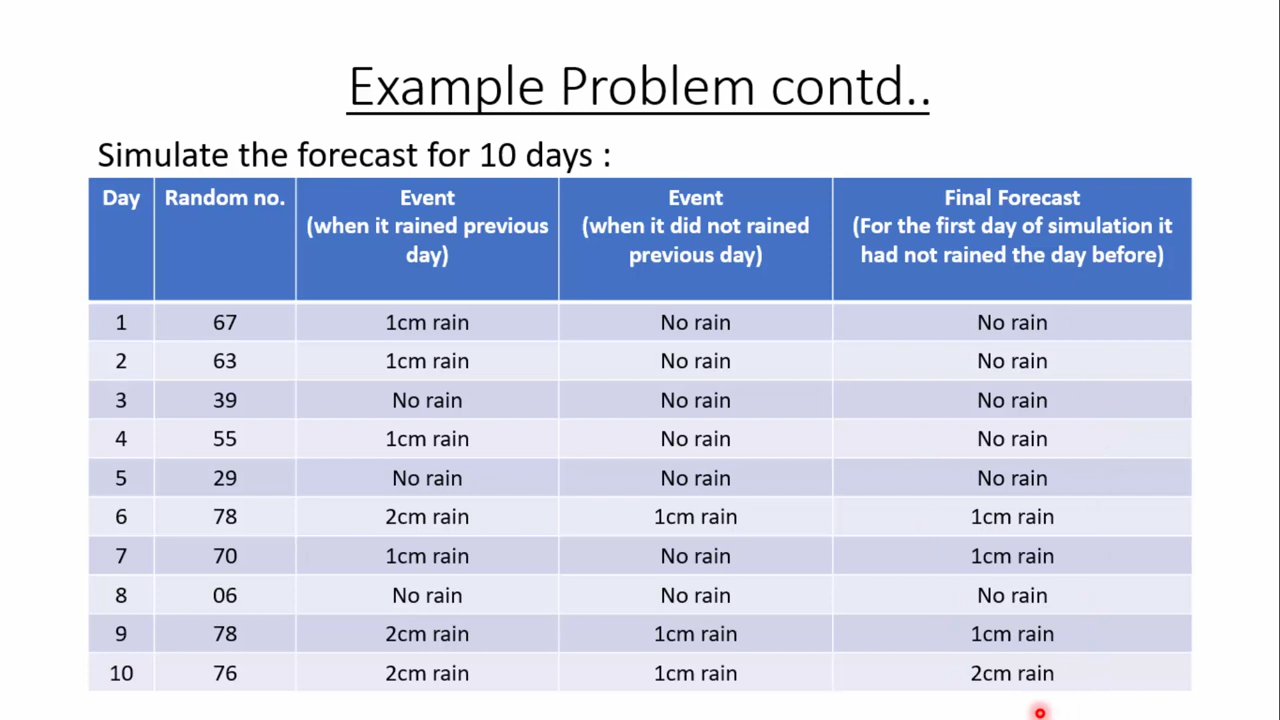 Example Problem contd..
Simulate the forecast for 10 days :
Day Random no. Event Event Final Forecast
(when it rained previous (when it did not rained (For the first day of simulation it
day) previous day) had not rained the day before)
1 67 1cm rain No rain No rain
2 63 1cm rain No rain No rain
3 39 No rain No rain No rain
4 55 1cm rain No rain No rain
5 29 No rain No rain No rain
6 78 2cm rain 1cm rain 1cm rain
7 70 1cm rain No rain 1cm rain
8 06 No rain No rain No rain
9 78 2cm rain 1cm rain 1cm rain
10 76 2cm rain 1cm rain 2cm rain